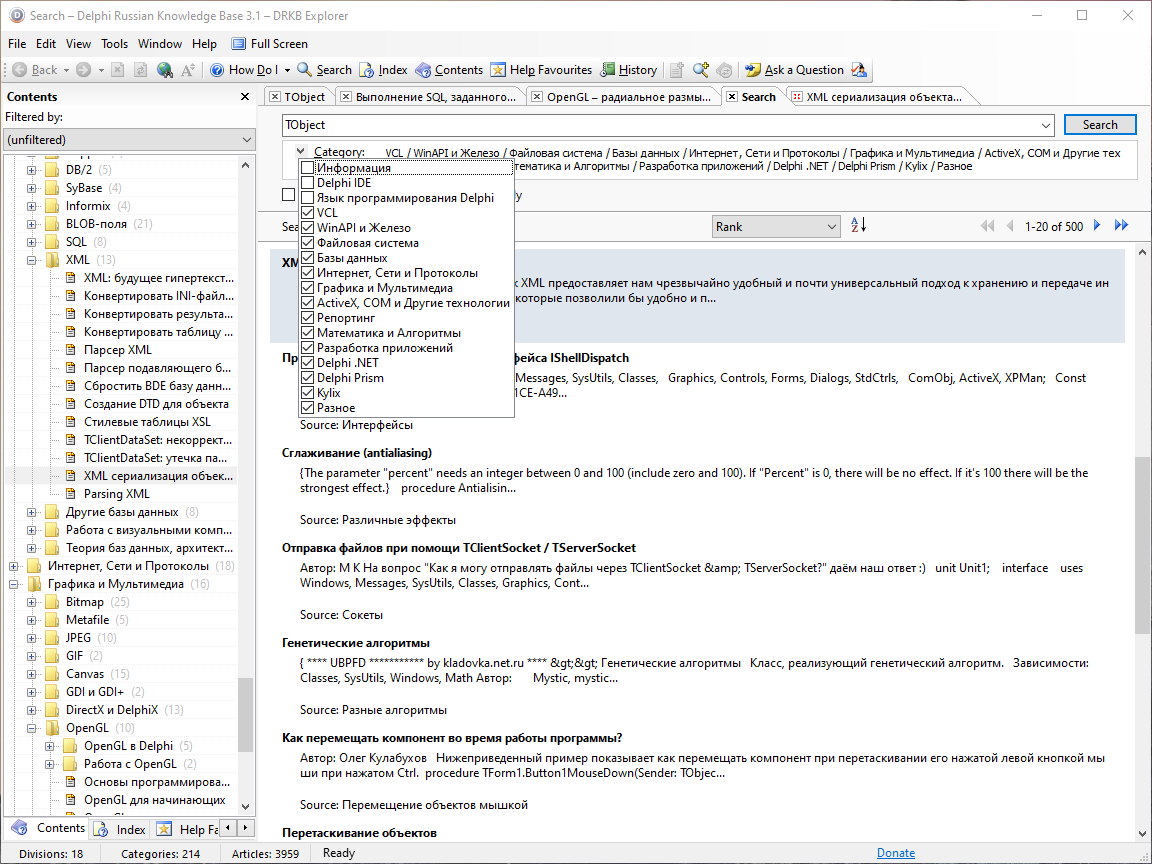 Search – Delphi Russian Knowledge Base 3.1 – DRKB Explorer
File Edit View Tools Window Help Full Screen
Back How Do I Search Index Contents Help Favourites History Ask a Question
Contents
Filtered by:
(unfiltered)
DB/2 (5)
SyBase (4)
Informix (4)
BLOB-поля (21)
SQL (8)
XML (13)
XML: будущее гипертекст...
Конвертировать INI-файл...
Конвертировать результа...
Конвертировать таблицу ...
Парсер XML
Парсер подавляющего б...
Сбростить BDE базу данн...
Создание DTD для объекта
Стилевые таблицы XSL
TClientDataSet: некоррект...
TClientDataSet: утечка па...
XML сериализация объек...
Parsing XML
Другие базы данных (8)
Работа с визуальными комп...
Теория баз данных, архитект...
Интернет, Сети и Протоколы (18)
Графика и Мультимедиа (16)
Bitmap (25)
Metafile (5)
JPEG (10)
GIF (2)
Canvas (15)
GDI и GDI+ (2)
DirectX и DelphiX (13)
OpenGL (10)
OpenGL в Delphi (5)
Работа с OpenGL (2)
Основы программирова...
OpenGL для начинающих
Contents Index Help Fa
TObject Выполнение SQL, заданного... OpenGL – радиальное размы... Search XML сериализация объекта...
TObject Search
Category: VCL / WinAPI и Железо / Файловая система / Базы данных / Интернет, Сети и Протоколы / Графика и Мультимедиа / ActiveX, COM и Другие тех
тематика и Алгоритмы / Разработка приложений / Delphi .NET / Delphi Prism / Kylix / Разное
Информация
Delphi IDE
Язык программирования Delphi
VCL
WinAPI и Железо
Файловая система
Базы данных
Интернет, Сети и Протоколы
Графика и Мультимедиа
ActiveX, COM и Другие технологии
Репортинг
Математика и Алгоритмы
Разработка приложений
Delphi .NET
Delphi Prism
Kylix
Разное
Rank 1-20 of 500
XML предоставляет нам чрезвычайно удобный и почти универсальный подход к хранению и передаче ин
которые позволили бы удобно и п...
фейса IShellDispatch
Messages, SysUtils, Classes, Graphics, Controls, Forms, Dialogs, StdCtrls, ComObj, ActiveX, XPMan; Const
1CE-A49...
Source: Интерфейсы
Сглаживание (antialiasing)
{The parameter "percent" needs an integer between 0 and 100 (include zero and 100). If "Percent" is 0, there will be no effect. If it's 100 there will be the
strongest effect.} procedure Antialisin...
Source: Различные эффекты
Отправка файлов при помощи TClientSocket / TServerSocket
Автор: М К На вопрос "Как я могу отправлять файлы через TClientSocket &amp; TServerSocket?" даём наш ответ :) unit Unit1; interface uses
Windows, Messages, SysUtils, Classes, Graphics, Cont...
Source: Сокеты
Генетические алгоритмы
{ **** UBPFD *********** by kladovka.net.ru **** &gt;&gt; Генетические алгоритмы Класс, реализующий генетический алгоритм. Зависимости:
Classes, SysUtils, Windows, Math Автор: Mystic, mystic...
Source: Разные алгоритмы
Как перемещать компонент во время работы программы?
Автор: Олег Кулабухов Нижеприведенный пример показывает как перемещать компонент при перетаскивании его нажатой левой кнопкой мы
ши при нажатом Ctrl. procedure TForm1.Button1MouseDown(Sender: TObjec...
Source: Перемещение объектов мышкой
Перетаскивание объектов
Divisions: 18 Categories: 214 Articles: 3959 Ready Donate